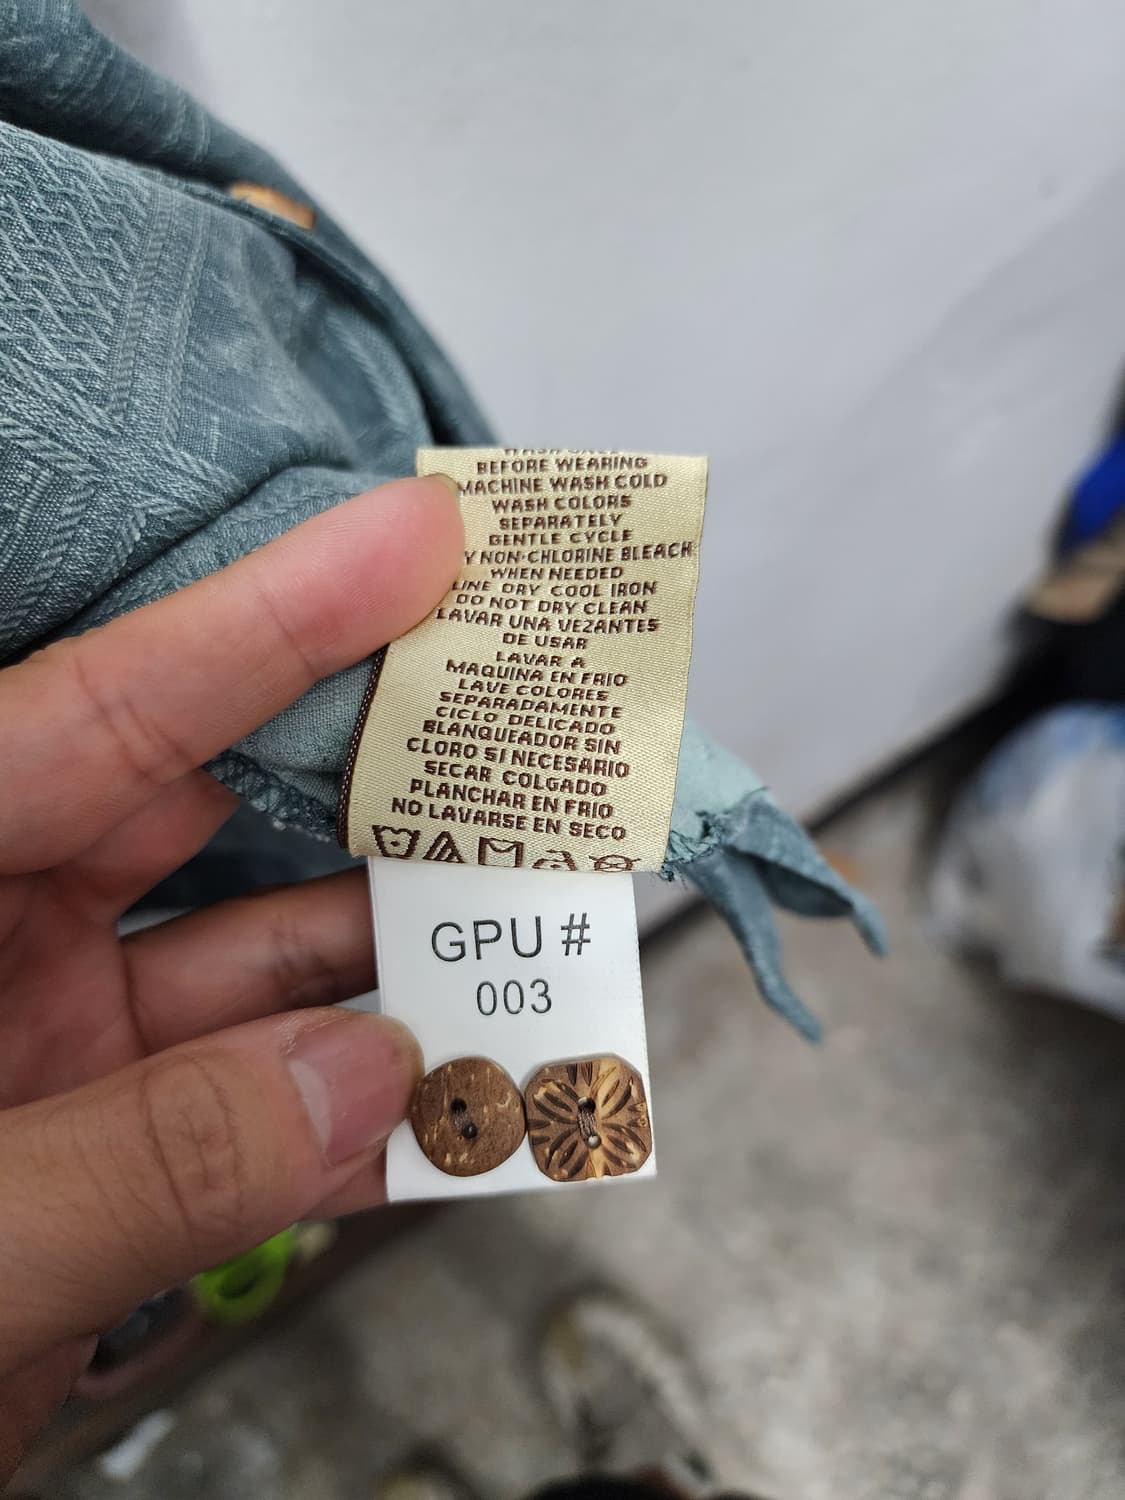 BEFORE WEARING
MACHINE WASH COLD
WASH COLORS
SEPARATELY
GENTLE CYCLE
Y NON-CHLORINE BLEACH
WHEN NEEDED
LINE DRY COOL IRON
DO NOT DRY CLEAN
LAVAR UNA VEZANTES
DE USAR
LAVAR A
MAQUINA EN FRIO
LAVE COLORES
SEPARADAMENTE
CICLO DELICADO
BLANQUEADOR SIN
CLORO SI NECESARIO
SECAR COLGADO
PLANCHAR EN FRIO
NO LAVARSE EN SECO
GPU #
003